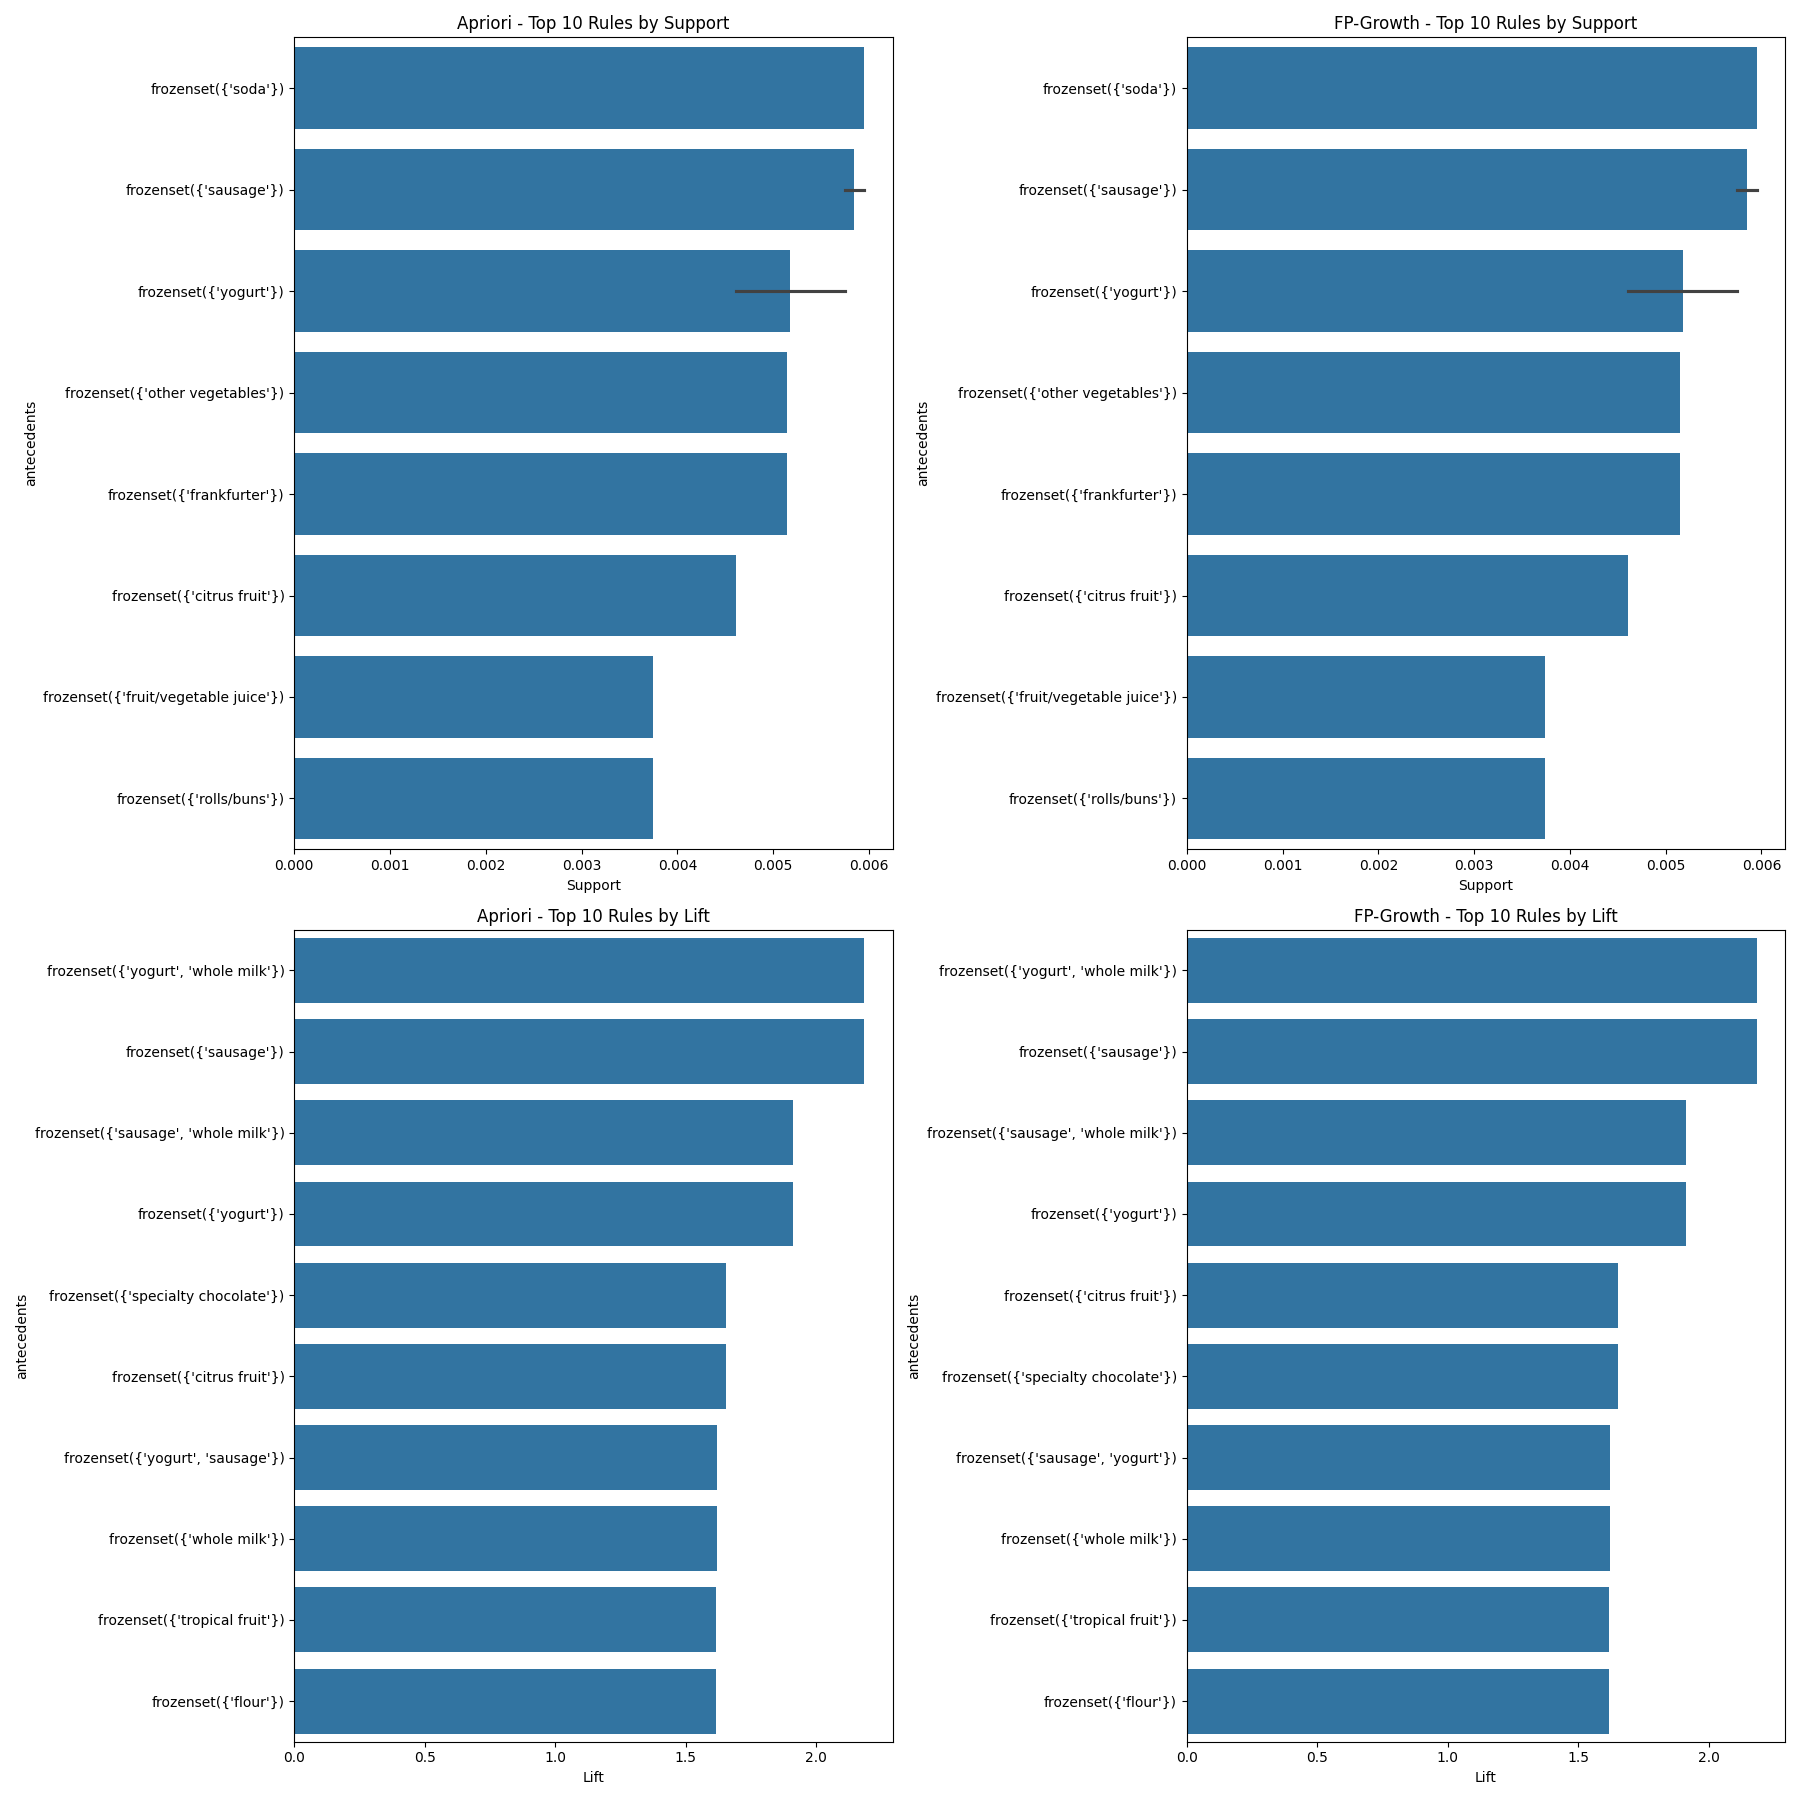 Apriori - Top 10 Rules by Support
antecedents
frozenset({'soda'})
frozenset({'sausage'})
frozenset({'yogurt'})
frozenset({'other vegetables'})
frozenset({'frankfurter'})
frozenset({'citrus fruit'})
frozenset({'fruit/vegetable juice'})
frozenset({'rolls/buns'})
0.000 0.001 0.002 0.003 0.004 0.005 0.006
Support
FP-Growth - Top 10 Rules by Support
antecedents
frozenset({'soda'})
frozenset({'sausage'})
frozenset({'yogurt'})
frozenset({'other vegetables'})
frozenset({'frankfurter'})
frozenset({'citrus fruit'})
frozenset({'fruit/vegetable juice'})
frozenset({'rolls/buns'})
0.000 0.001 0.002 0.003 0.004 0.005 0.006
Support
Apriori - Top 10 Rules by Lift
antecedents
frozenset({'yogurt', 'whole milk'})
frozenset({'sausage'})
frozenset({'sausage', 'whole milk'})
frozenset({'yogurt'})
frozenset({'specialty chocolate'})
frozenset({'citrus fruit'})
frozenset({'yogurt', 'sausage'})
frozenset({'whole milk'})
frozenset({'tropical fruit'})
frozenset({'flour'})
0.0 0.5 1.0 1.5 2.0
Lift
FP-Growth - Top 10 Rules by Lift
antecedents
frozenset({'yogurt', 'whole milk'})
frozenset({'sausage'})
frozenset({'sausage', 'whole milk'})
frozenset({'yogurt'})
frozenset({'citrus fruit'})
frozenset({'specialty chocolate'})
frozenset({'sausage', 'yogurt'})
frozenset({'whole milk'})
frozenset({'tropical fruit'})
frozenset({'flour'})
0.0 0.5 1.0 1.5 2.0
Lift